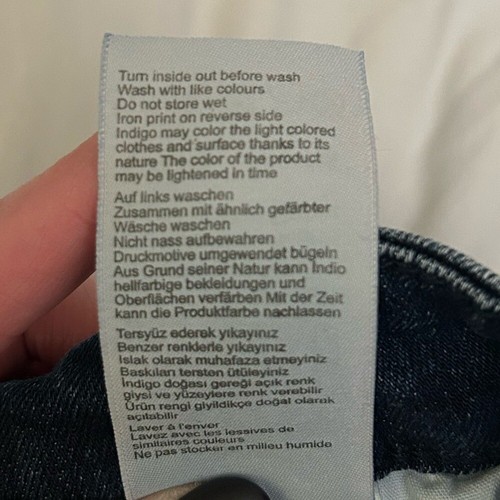 Turn inside out before wash
Wash with like colours
Do not store wet
Iron print on reverse side
Indigo may color the light colored
clothes and surface thanks to its
nature The color of the product
may be lightened in time
Auf links waschen
Zusammen mit ähnlich gefärbter
Wäsche waschen
Nicht nass aufbewahren
Druckmotive umgewendet bügeln
Aus Grund seiner Natur kann Indio
hellfarbige bekleidungen und
Oberflächen verfärben Mit der Zeit
kann die Produktfarbe nachlassen
Tersyüz ederek yıkayınız
Benzer renklerle yıkayınız
Islak olarak muhafaza etmeyiniz
Baskıları tersten ütüleyiniz
İndigo doğası gereği açık renk
giysi ve yüzeylere renk verebilir
Ürün rengi giyildikçe doğal olarak
açılabilir
Laver à l'enver
Lavez avec les lessives de
similaires couleurs
Ne pas stocker en milieu humide